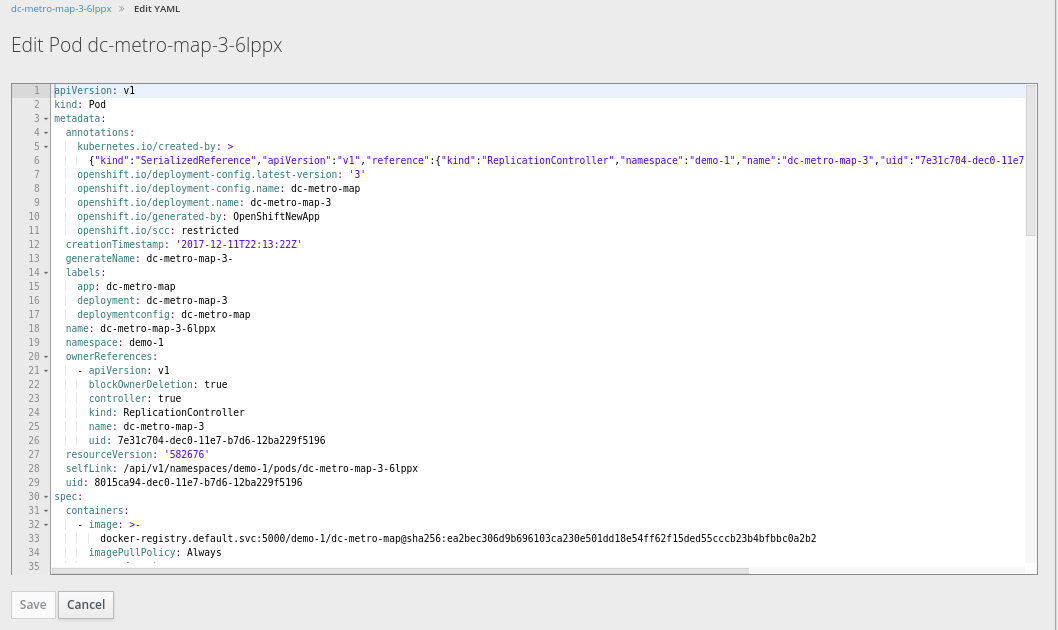 dc-metro-map-3-6lppx » Edit YAML
Edit Pod dc-metro-map-3-6lppx
1 apiVersion: v1
2 kind: Pod
3 metadata:
4 annotations:
5 kubernetes.io/created-by: >
6 {"kind":"SerializedReference","apiVersion":"v1","reference":{"kind":"ReplicationController","namespace":"demo-1","name":"dc-metro-map-3","uid":"7e31c704-dec0-11e7
7 openshift.io/deployment-config.latest-version: '3'
8 openshift.io/deployment-config.name: dc-metro-map
9 openshift.io/deployment.name: dc-metro-map-3
10 openshift.io/generated-by: OpenShiftNewApp
11 openshift.io/scc: restricted
12 creationTimestamp: '2017-12-11T22:13:22Z'
13 generateName: dc-metro-map-3-
14 labels:
15 app: dc-metro-map
16 deployment: dc-metro-map-3
17 deploymentconfig: dc-metro-map
18 name: dc-metro-map-3-6lppx
19 namespace: demo-1
20 ownerReferences:
21 - apiVersion: v1
22 blockOwnerDeletion: true
23 controller: true
24 kind: ReplicationController
25 name: dc-metro-map-3
26 uid: 7e31c704-dec0-11e7-b7d6-12ba229f5196
27 resourceVersion: '582676'
28 selfLink: /api/v1/namespaces/demo-1/pods/dc-metro-map-3-6lppx
29 uid: 8015ca94-dec0-11e7-b7d6-12ba229f5196
30 spec:
31 containers:
32 - image: >-
33 docker-registry.default.svc:5000/demo-1/dc-metro-map@sha256:ea2bec306d9b696103ca230e501dd18e54ff62f15ded55cccb23b4bfbbc0a2b2
34 imagePullPolicy: Always
35
Save Cancel